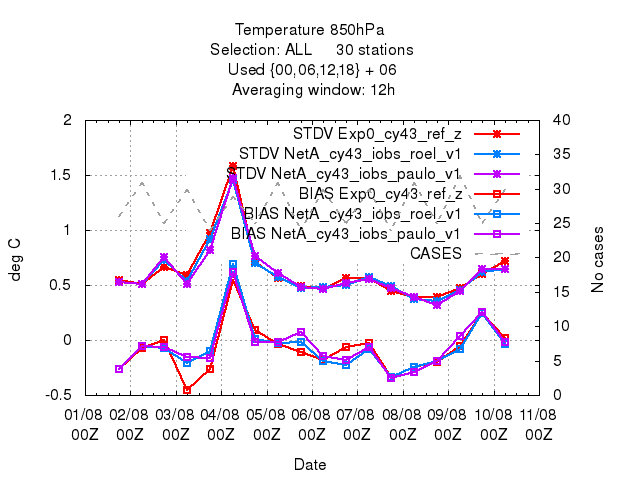 Temperature 850hPa
Selection: ALL 30 stations
Used {00,06,12,18} + 06
Averaging window: 12h
2
1.5
1
0.5
0
-0.5
deg C
STDV Exp0_cy43_ref_z
STDV NetA_cy43_iobs_roel_v1
STDV NetA_cy43_iobs_paulo_v1
BIAS Exp0_cy43_ref_z
BIAS NetA_cy43_iobs_roel_v1
BIAS NetA_cy43_iobs_paulo_v1
CASES
40
35
30
25
20
15
10
5
0
No cases
01/08 02/08 03/08 04/08 05/08 06/08 07/08 08/08 09/08 10/08 11/08
00Z 00Z 00Z 00Z 00Z 00Z 00Z 00Z 00Z 00Z 00Z
Date